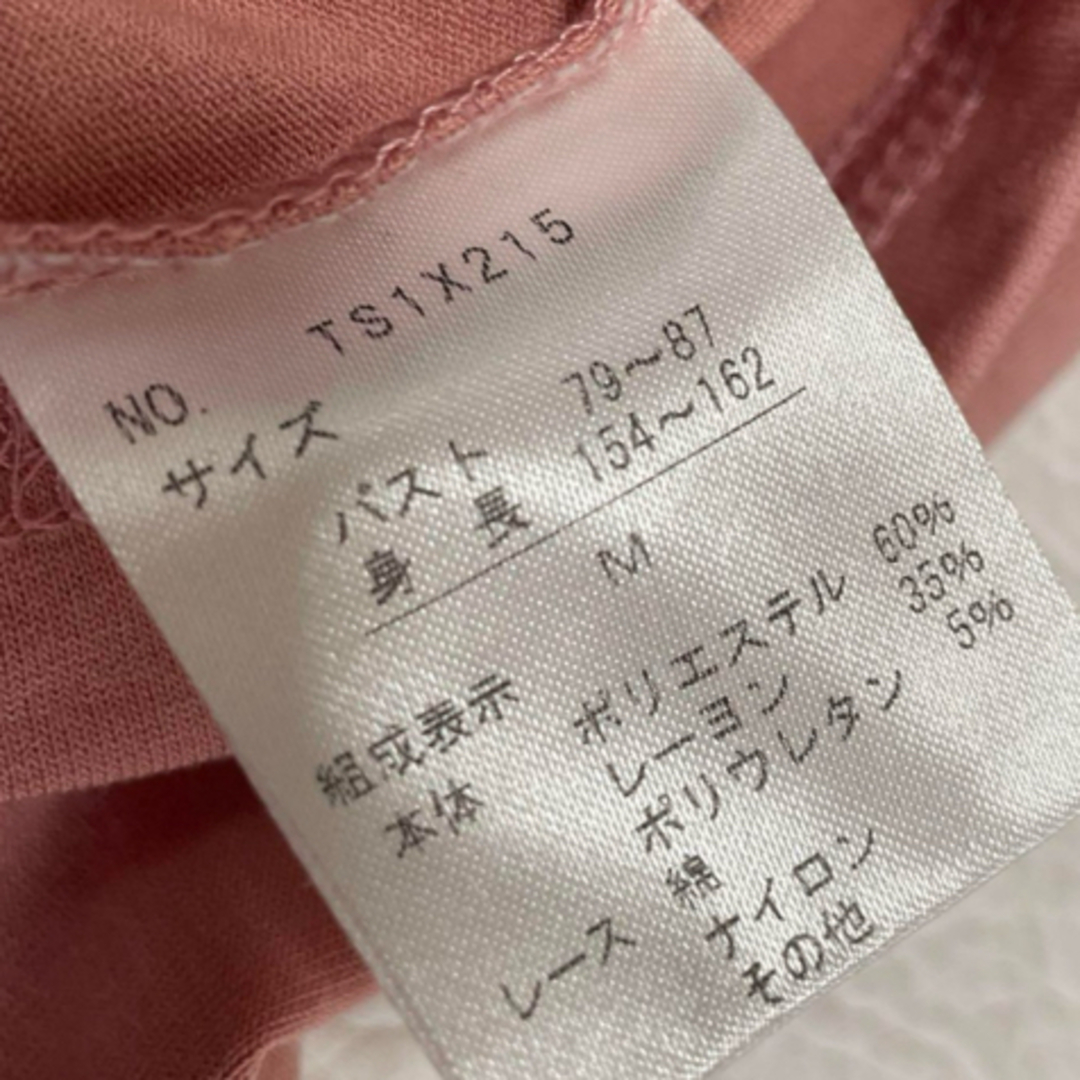 NO. TS1X215
サイズ
バスト 79～87
身長 154～162
M
組成表示
本体 ポリエステル 60%
レーヨン 35%
ポリウレタン 5%
レース 綿
ナイロン
その他